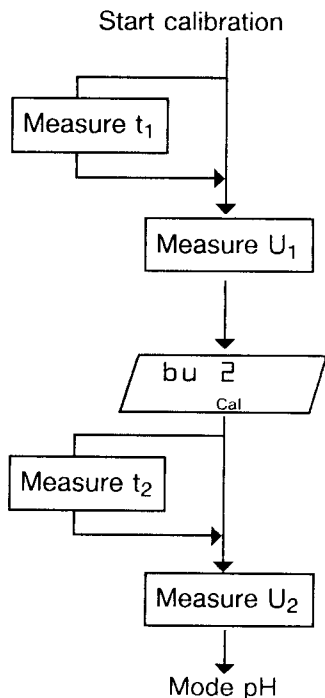 Start calibration
Measure t₁
Measure U₁
bu 2
Cal
Measure t₂
Measure U₂
Mode pH